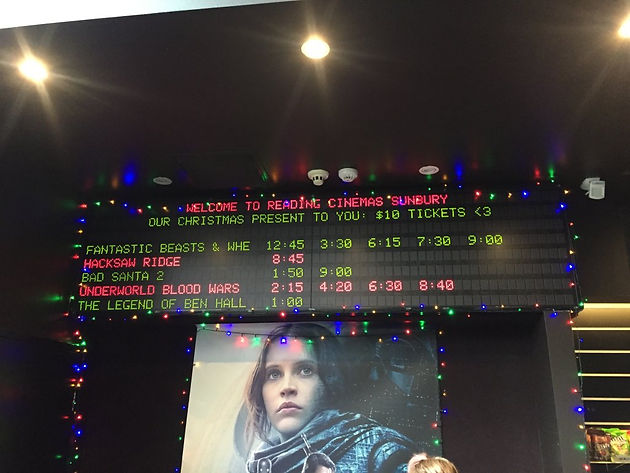 WELCOME TO READING CINEMAS SUNBURY
OUR CHRISTMAS PRESENT TO YOU: $10 TICKETS <3
FANTASTIC BEASTS & WHE 12:45 3:30 6:15 7:30 9:00
HACKSAW RIDGE 8:45
BAD SANTA 2 1:50 9:00
UNDERWORLD BLOOD WARS 2:15 4:20 6:30 8:40
THE LEGEND OF BEN HALL 1:00